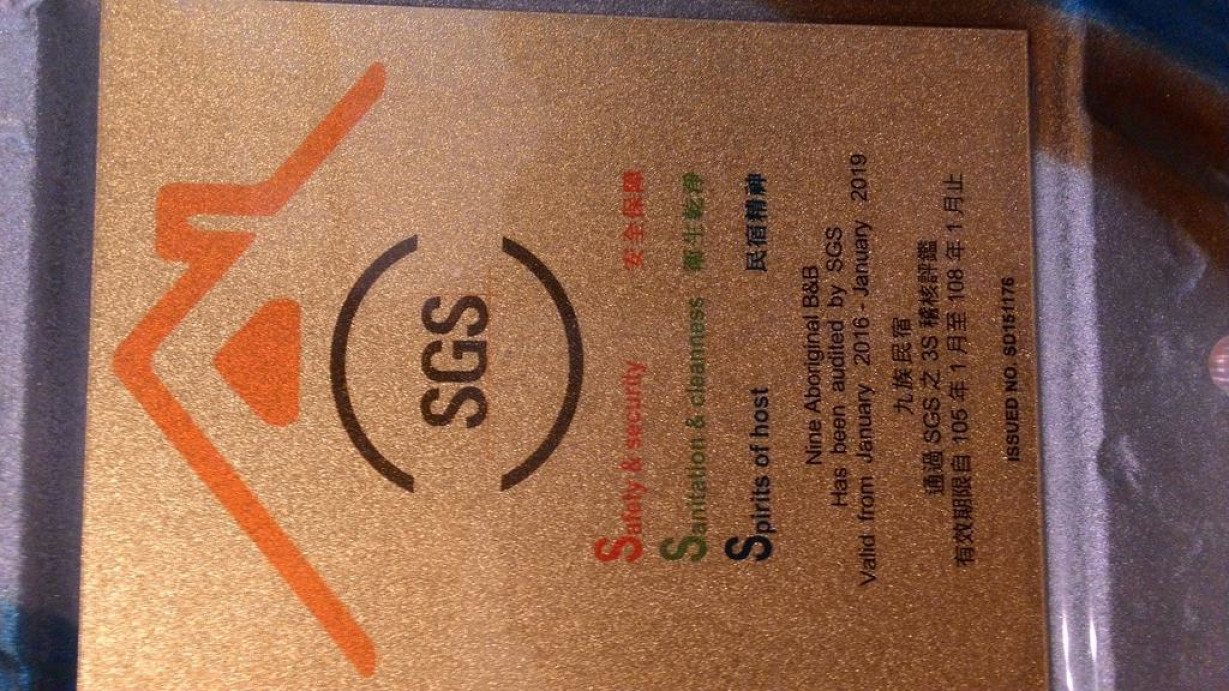 SGS
Safety & security 安全保障
Sanitation & cleanness 衛生乾淨
Spirits of host 民宿精神
Nine Aboriginal B&B
Has been audited by SGS
Valid from January 2016 - January 2019
九族民宿
通過 SGS 之 3S 稽核評鑑
有效期限自 105 年 1 月至 108 年 1 月止
ISSUED NO. SD151176